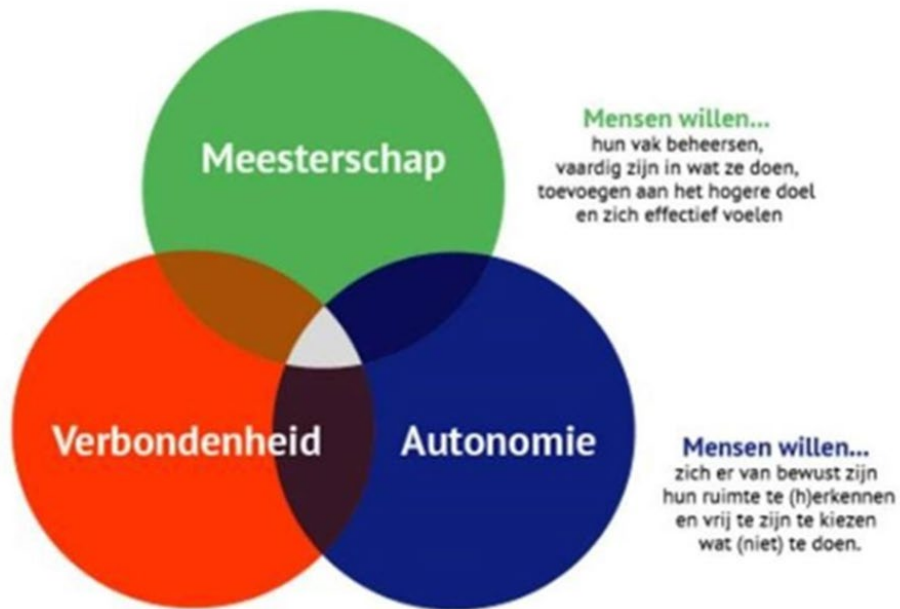 Meesterschap
Mensen willen...
hun vak beheersen,
vaardig zijn in wat ze doen,
toevoegen aan het hogere doel
en zich effectief voelen
Verbondenheid
Autonomie
Mensen willen...
zich er van bewust zijn
hun ruimte te (h)erkennen
en vrij te zijn te kiezen
wat (niet) te doen.